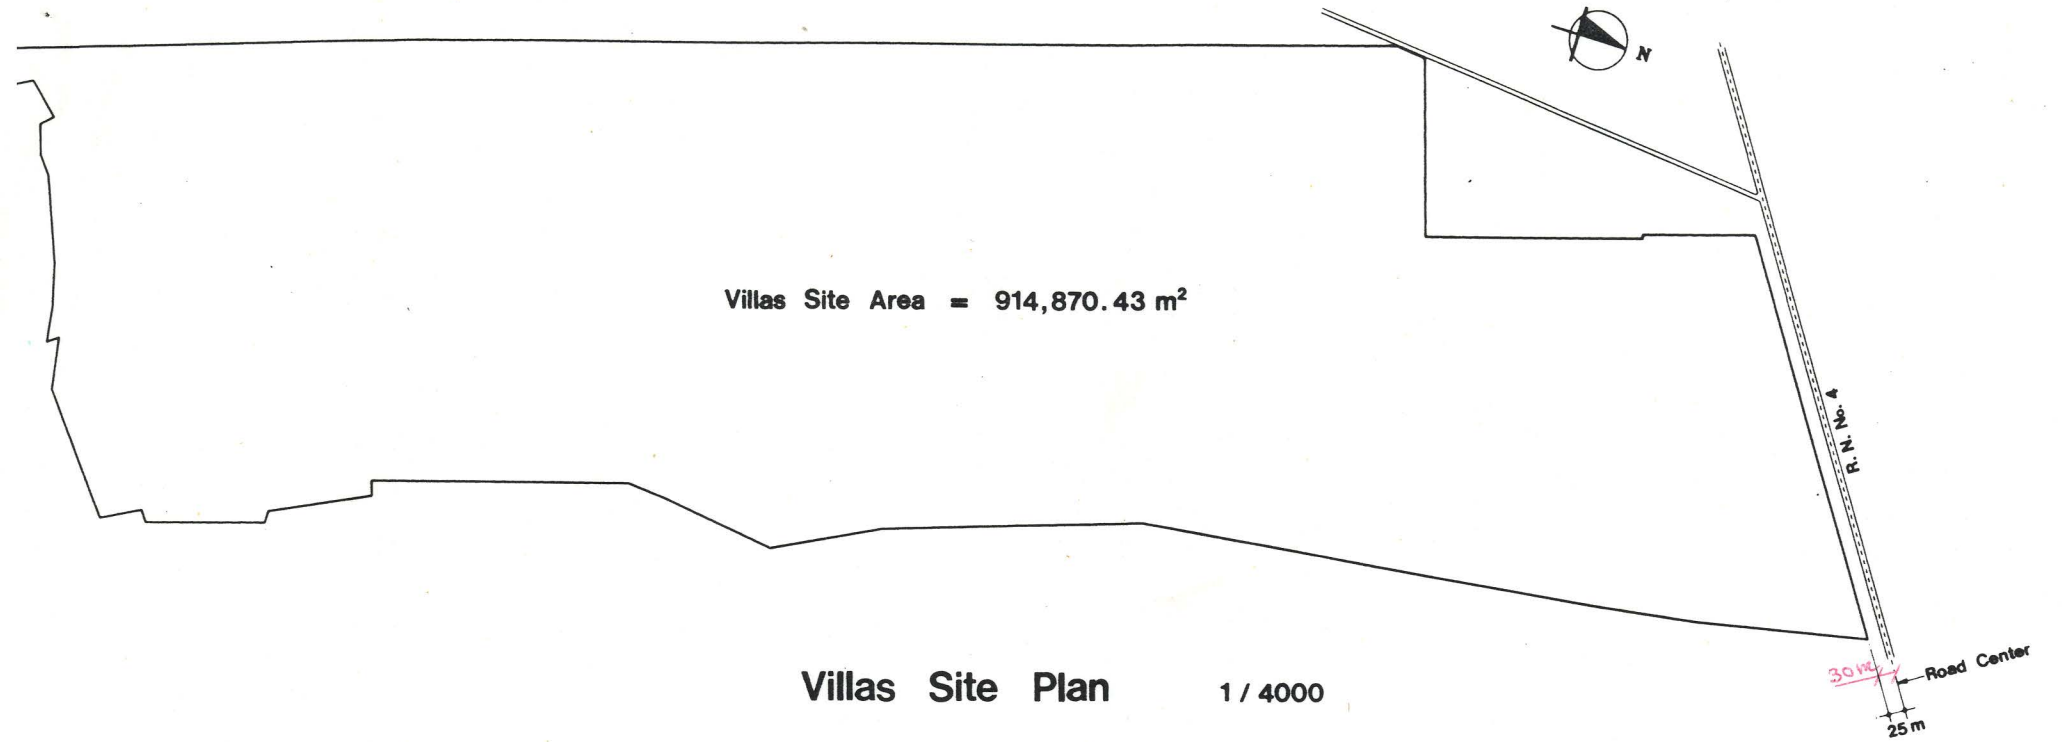 N
Villas Site Area = 914,870.43 m²
R. N. No. 4
Villas Site Plan 1 / 4000
30 m
Road Center
25 m